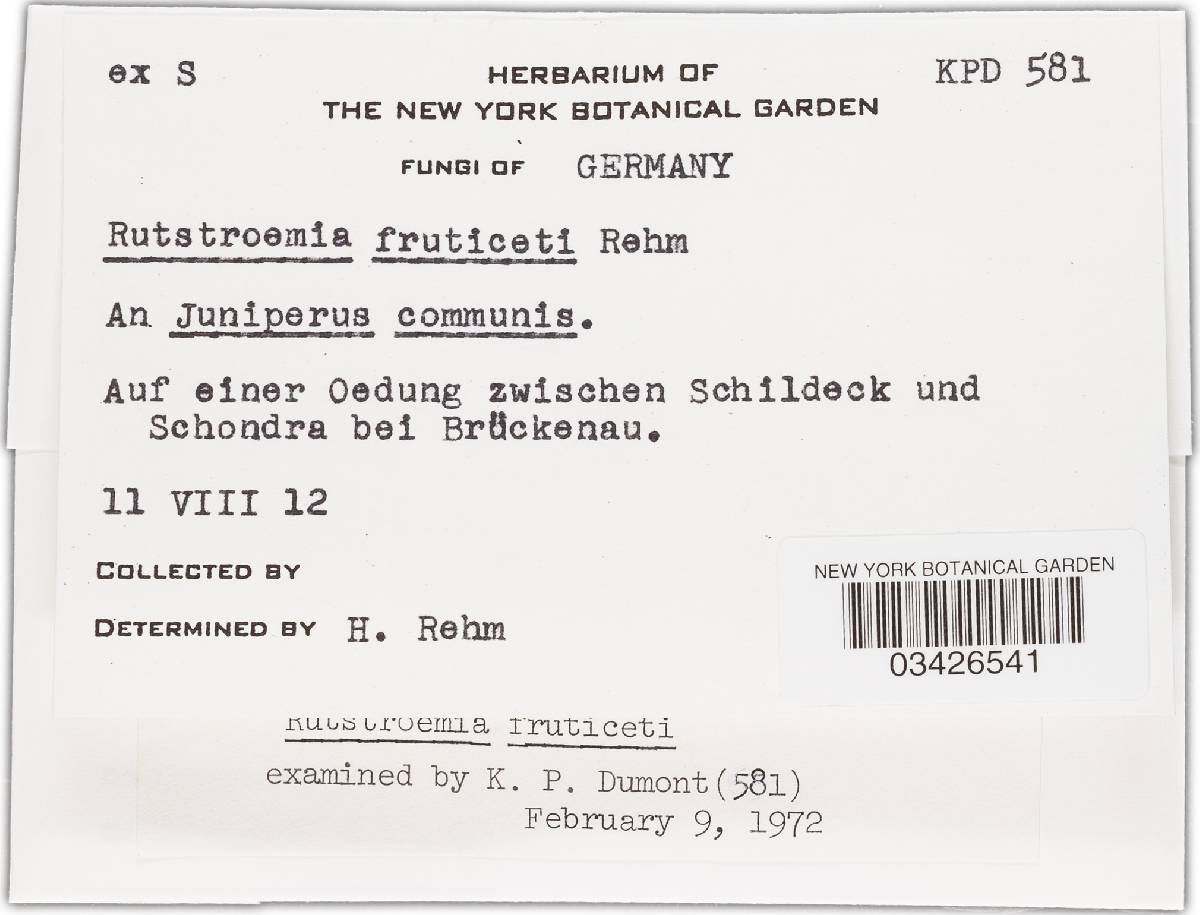 ex S
HERBARIUM OF
KPD 581
THE NEW YORK BOTANICAL GARDEN
FUNGI OF GERMANY
Rutstroemia fruticeti Rehm
An Juniperus communis.
Auf einer Oedung zwischen Schildeck und
Schondra bei Brückenau.
11 VIII 12
COLLECTED BY
DETERMINED BY H. Rehm
NEW YORK BOTANICAL GARDEN
03426541
Rutstroemia fruticeti
examined by K. P. Dumont(581)
February 9, 1972